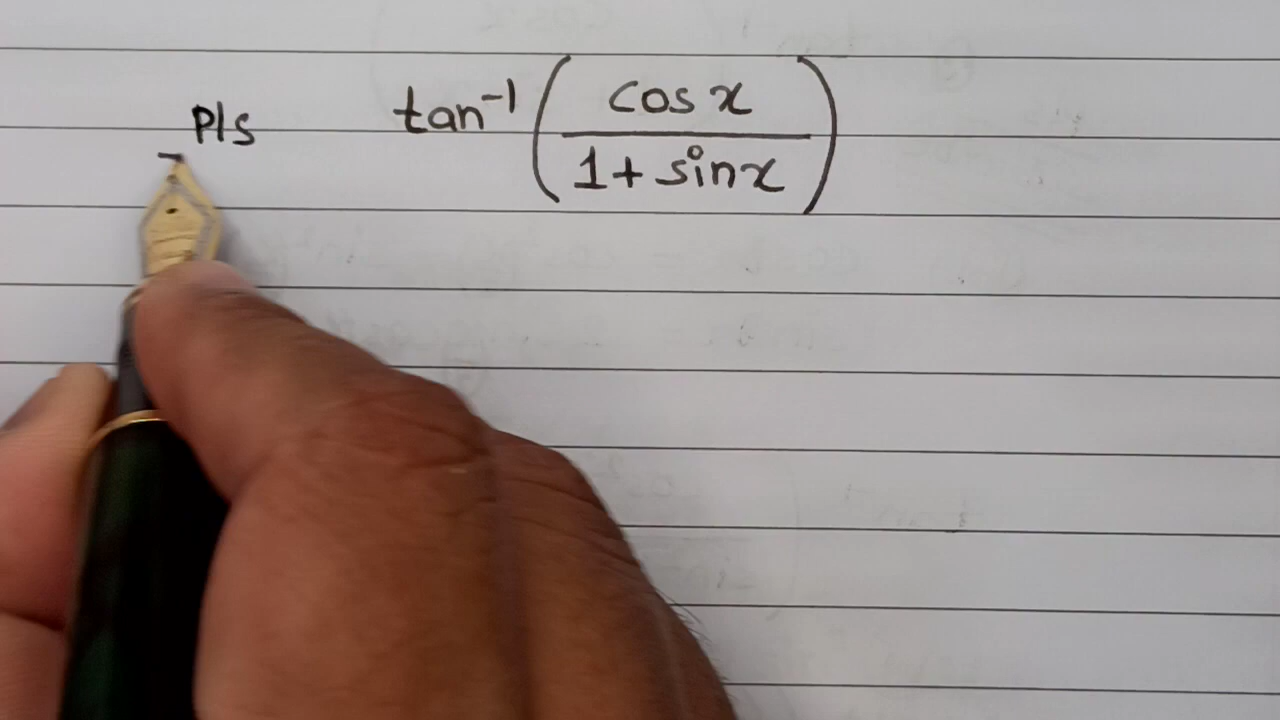 Pls tan⁻¹ ( cos x / 1 + sin x )